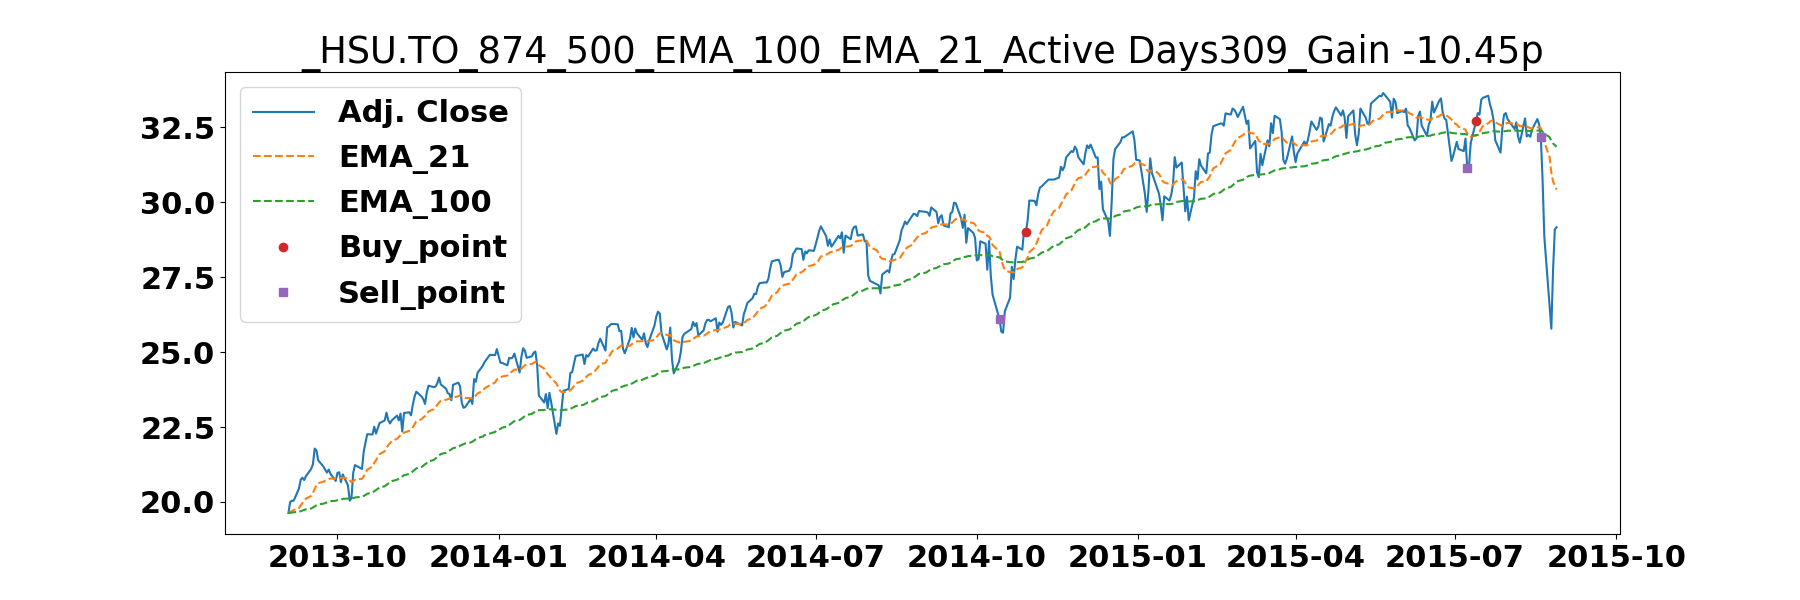 _HSU.TO_874_500_EMA_100_EMA_21_Active Days309_Gain -10.45p
Adj. Close
EMA_21
EMA_100
Buy_point
Sell_point
32.5
30.0
27.5
25.0
22.5
20.0
2013-10 2014-01 2014-04 2014-07 2014-10 2015-01 2015-04 2015-07 2015-10